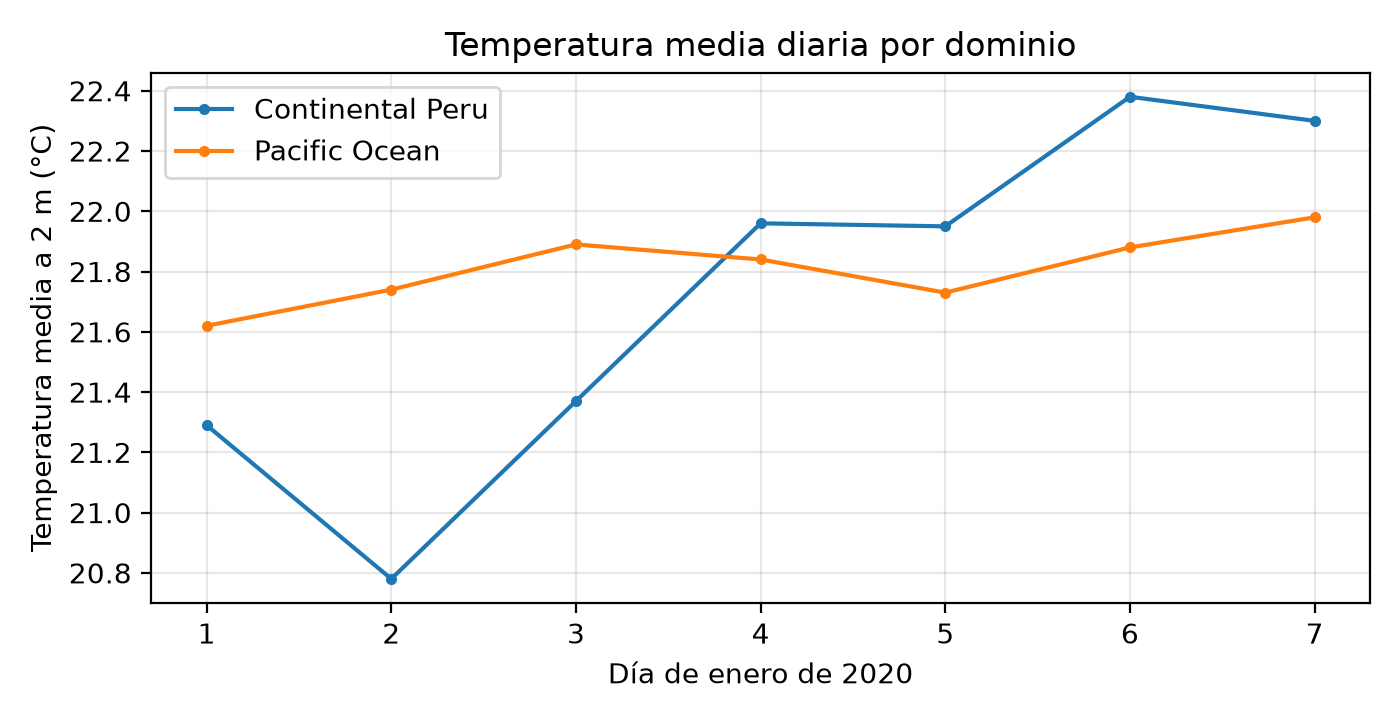 Temperatura media diaria por dominio
Continental Peru
Pacific Ocean
Temperatura media a 2 m (°C)
22.4
22.2
22.0
21.8
21.6
21.4
21.2
21.0
20.8
1 2 3 4 5 6 7
Día de enero de 2020